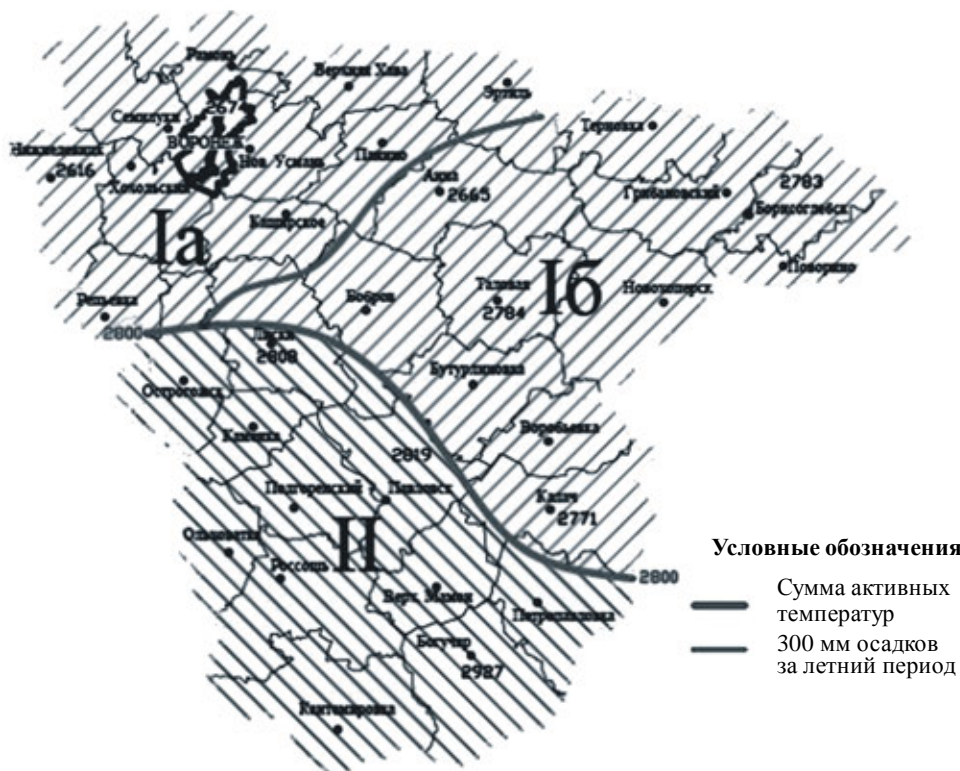 Рамонь
Верхняя Хава
Эртиль
Семилуки
Терновка
ВОРОНЕЖ
Нов. Усмань
Панино
2616
Хохольский
Анна
2665
Грибановский
2783
Борисоглебск
Каширское
Iа
Поворино
Бобров
Таловая
2784
Iб
Новохоперск
Репьевка
2800
Лиски
2808
Острогожск
Бутурлиновка
Каменка
Воробьевка
2819
Подгоренский
Павловск
Калач
2771
II
Ольховатка
Россошь
2800
Верх. Мамон
Петропавловка
Богучар
2927
Кантемировка
Условные обозначения
Сумма активных
температур
300 мм осадков
за летний период